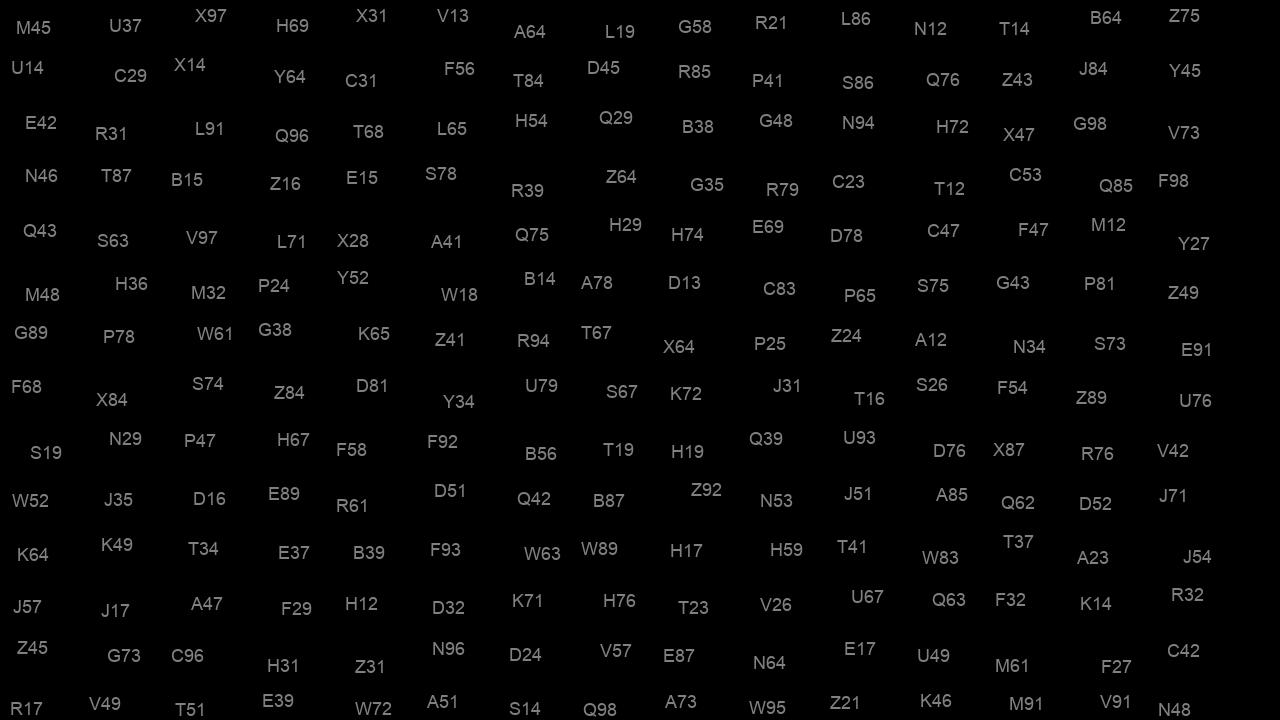 M45 U37 X97 H69 X31 V13 A64 L19 G58 R21 L86 N12 T14 B64 Z75
U14 C29 X14 Y64 C31 F56 T84 D45 R85 P41 S86 Q76 Z43 J84 Y45
E42 R31 L91 Q96 T68 L65 H54 Q29 B38 G48 N94 H72 X47 G98 V73
N46 T87 B15 Z16 E15 S78 R39 Z64 G35 R79 C23 T12 C53 Q85 F98
Q43 S63 V97 L71 X28 A41 Q75 H29 H74 E69 D78 C47 F47 M12 Y27
M48 H36 M32 P24 Y52 W18 B14 A78 D13 C83 P65 S75 G43 P81 Z49
G89 P78 W61 G38 K65 Z41 R94 T67 X64 P25 Z24 A12 N34 S73 E91
F68 X84 S74 Z84 D81 Y34 U79 S67 K72 J31 T16 S26 F54 Z89 U76
S19 N29 P47 H67 F58 F92 B56 T19 H19 Q39 U93 D76 X87 R76 V42
W52 J35 D16 E89 R61 D51 Q42 B87 Z92 N53 J51 A85 Q62 D52 J71
K64 K49 T34 E37 B39 F93 W63 W89 H17 H59 T41 W83 T37 A23 J54
J57 J17 A47 F29 H12 D32 K71 H76 T23 V26 U67 Q63 F32 K14 R32
Z45 G73 C96 H31 Z31 N96 D24 V57 E87 N64 E17 U49 M61 F27 C42
R17 V49 T51 E39 W72 A51 S14 Q98 A73 W95 Z21 K46 M91 V91 N48